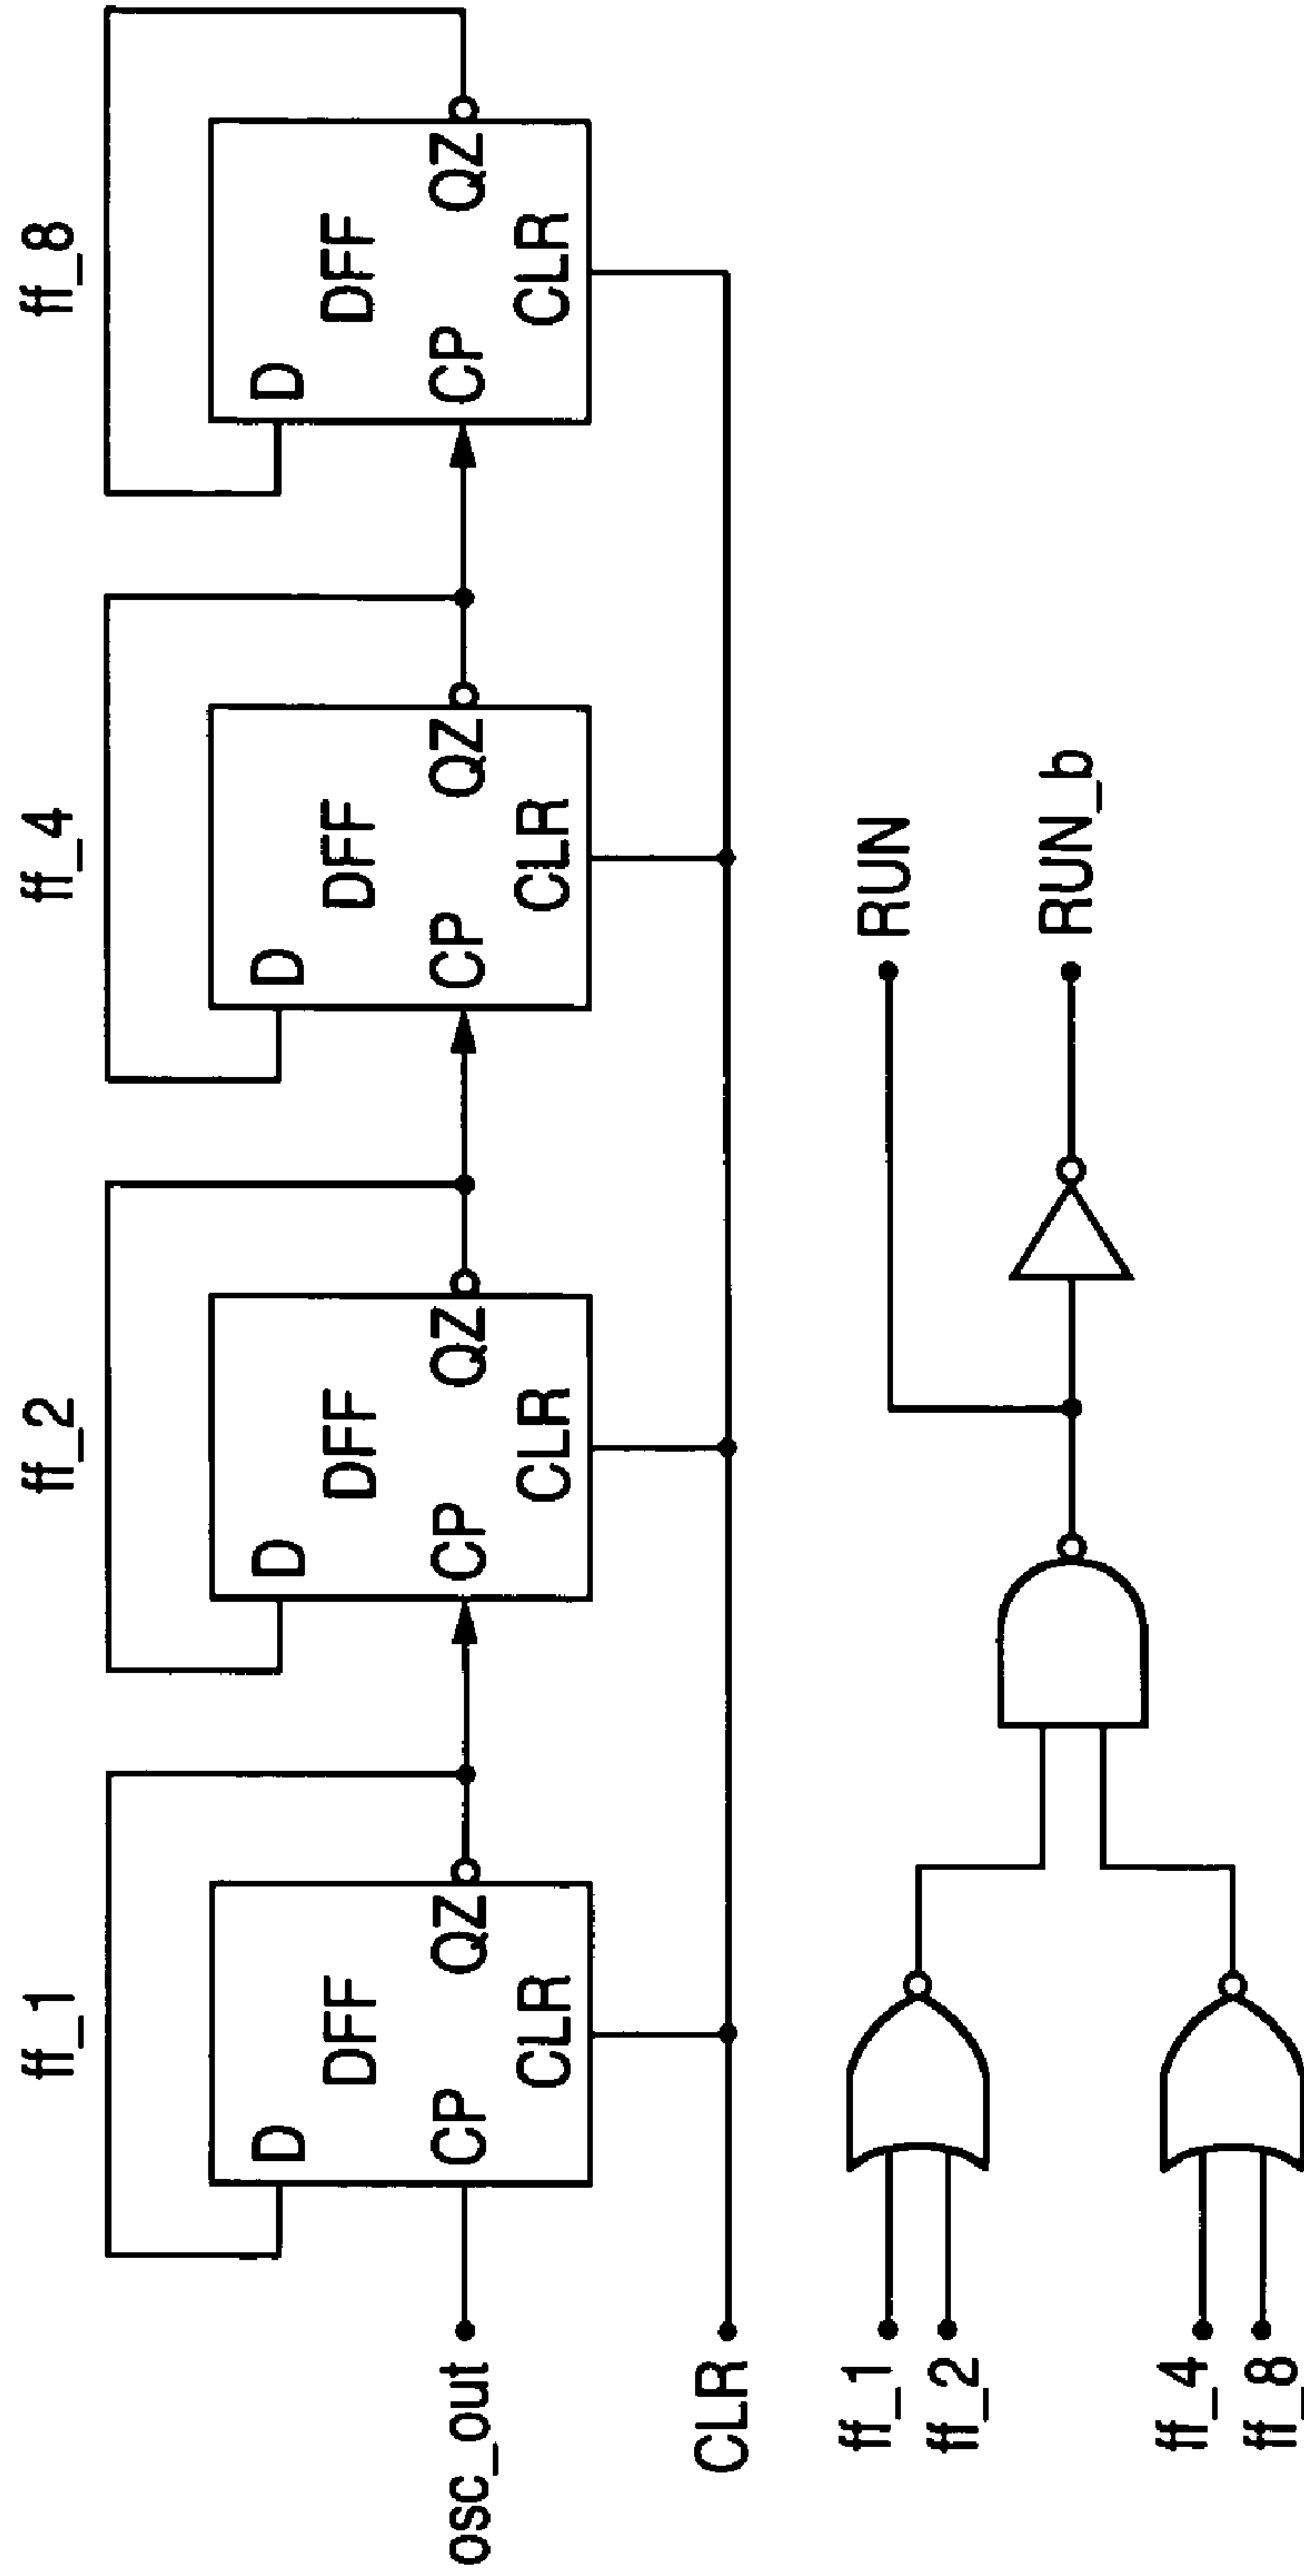 ff_1
ff_2
ff_4
ff_8
D
DFF
CP
QZ
CLR
D
DFF
CP
QZ
CLR
D
DFF
CP
QZ
CLR
D
DFF
CP
QZ
CLR
osc_out
CLR
ff_1
ff_2
RUN
RUN_b
ff_4
ff_8